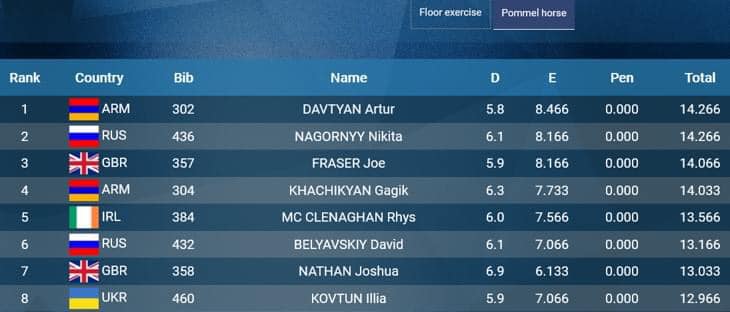 Floor exercise Pommel horse
Rank Country Bib Name D E Pen Total
1 ARM 302 DAVTYAN Artur 5.8 8.466 0.000 14.266
2 RUS 436 NAGORNYY Nikita 6.1 8.166 0.000 14.266
3 GBR 357 FRASER Joe 5.9 8.166 0.000 14.066
4 ARM 304 KHACHIKYAN Gagik 6.3 7.733 0.000 14.033
5 IRL 384 MC CLENAGHAN Rhys 6.0 7.566 0.000 13.566
6 RUS 432 BELYAVSKIY David 6.1 7.066 0.000 13.166
7 GBR 358 NATHAN Joshua 6.9 6.133 0.000 13.033
8 UKR 460 KOVTUN Illia 5.9 7.066 0.000 12.966